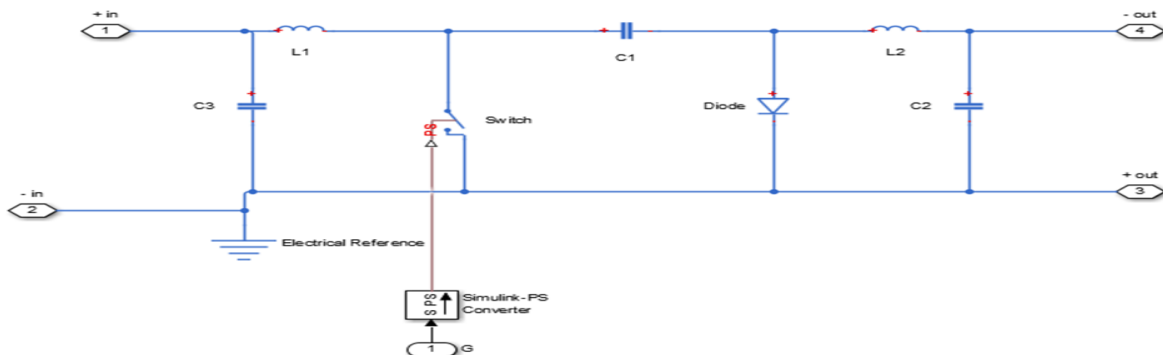 + in
1
L1
C1
L2
- out
4
C3
PS
Switch
Diode
C2
- in
2
+ out
3
Electrical Reference
S PS
Simulink-PS
Converter
1
G